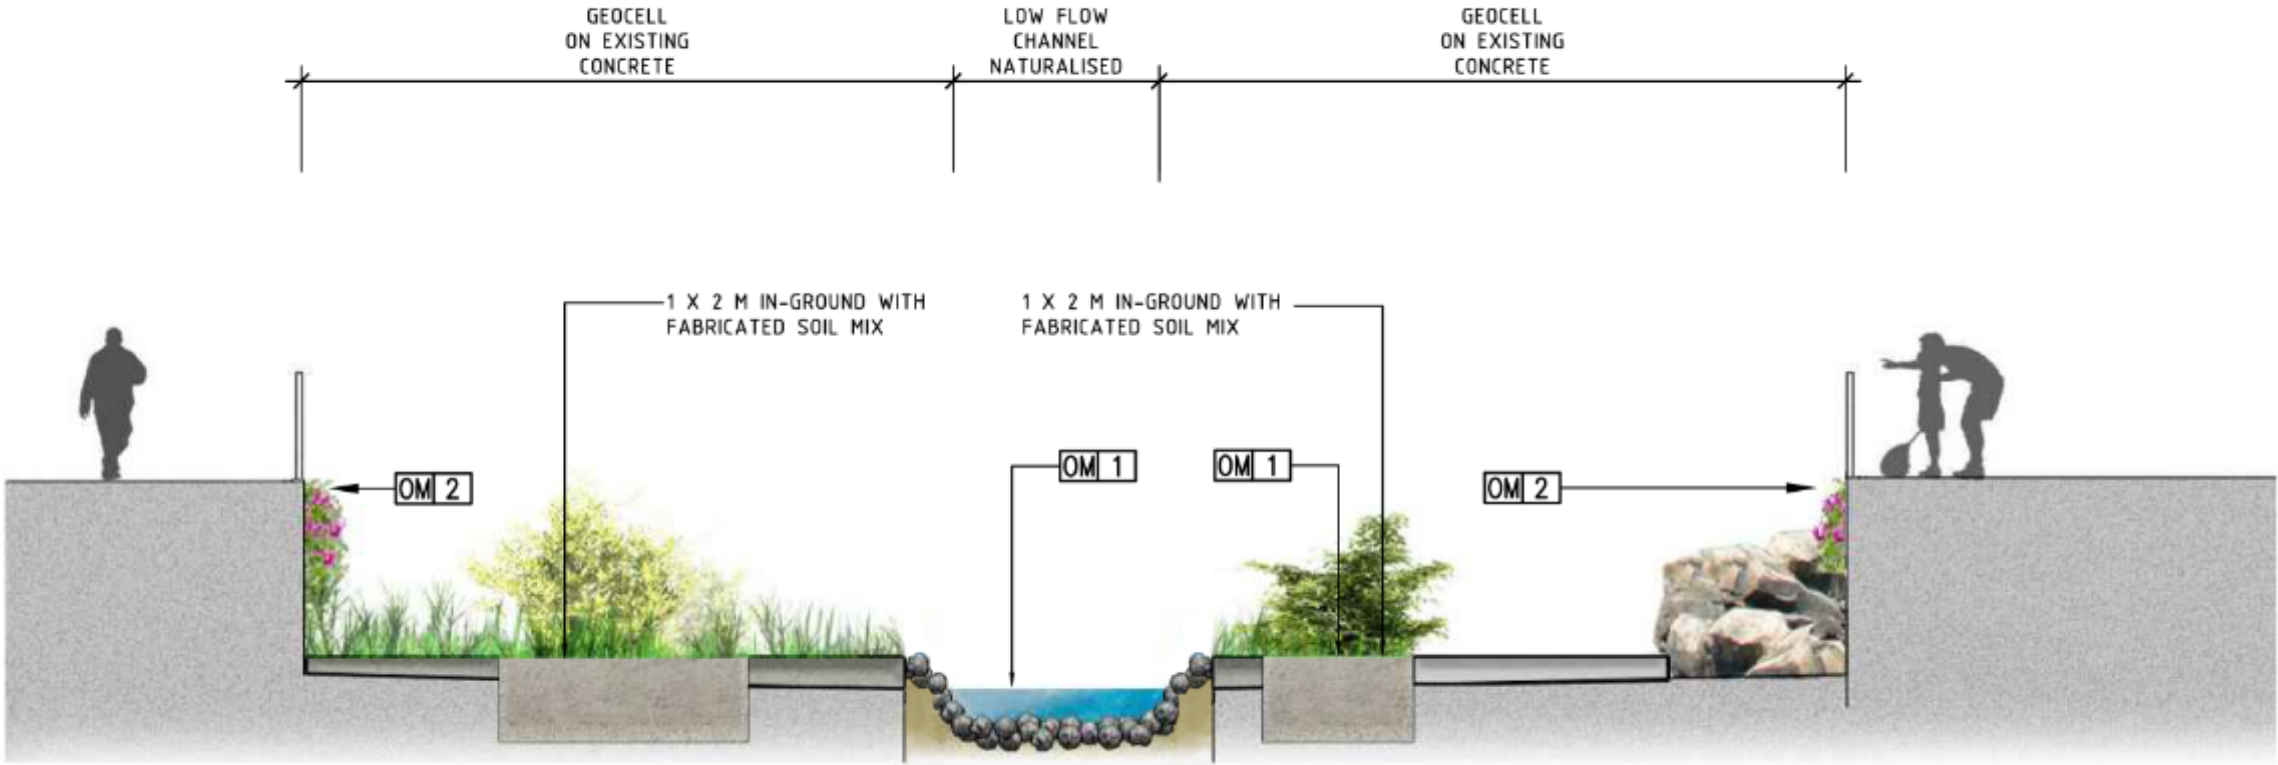 GEOCELL
ON EXISTING
CONCRETE
LOW FLOW
CHANNEL
NATURALISED
GEOCELL
ON EXISTING
CONCRETE
1 X 2 M IN-GROUND WITH
FABRICATED SOIL MIX
1 X 2 M IN-GROUND WITH
FABRICATED SOIL MIX
OM 1
OM 1
OM 2
OM 2